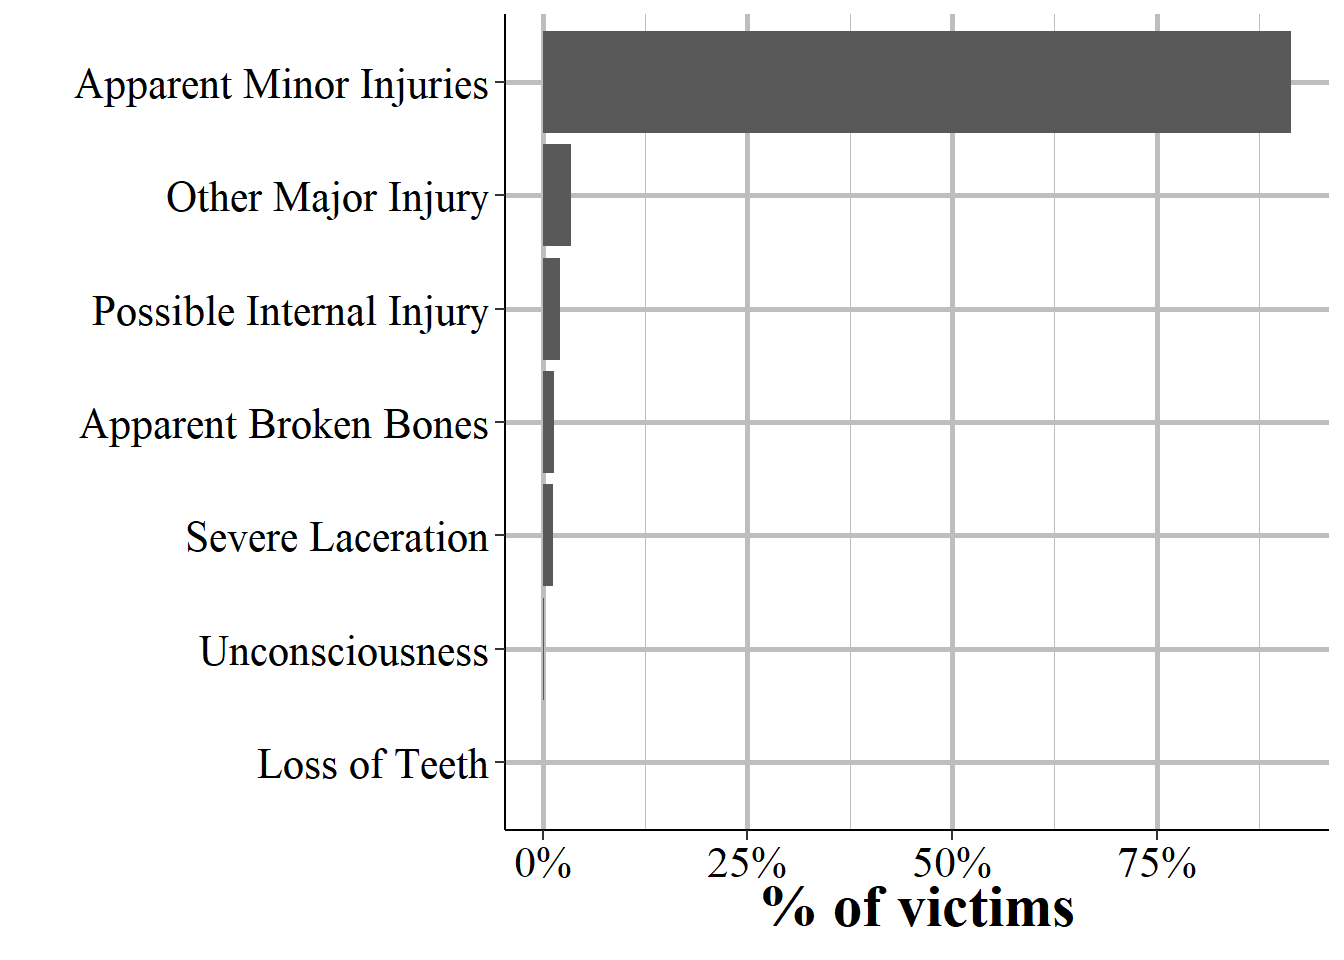 Apparent Minor Injuries
Other Major Injury
Possible Internal Injury
Apparent Broken Bones
Severe Laceration
Unconsciousness
Loss of Teeth
0% 25% 50% 75%
% of victims